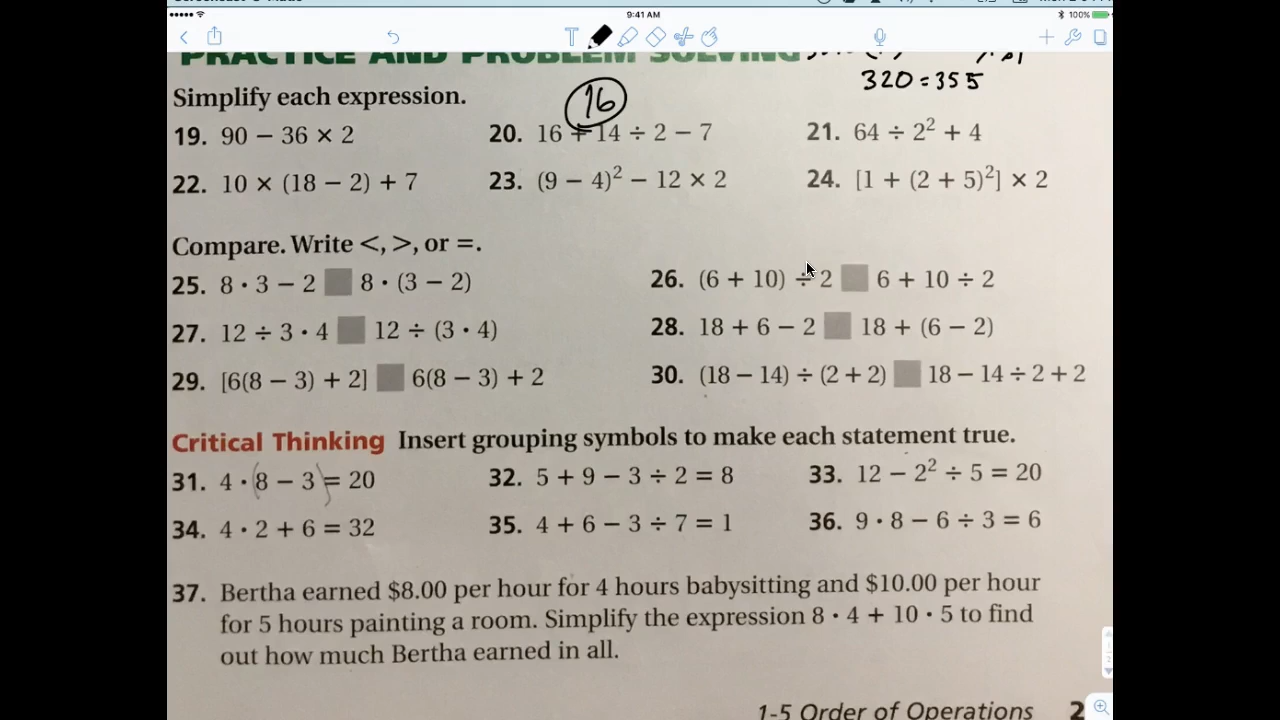 9:41 AM
100%
PRACTICE AND PROBLEM SOLVING
320 = 355
Simplify each expression.
16
19. 90 − 36 × 2
20. 16 + 14 ÷ 2 − 7
21. 64 ÷ 2² + 4
22. 10 × (18 − 2) + 7
23. (9 − 4)² − 12 × 2
24. [1 + (2 + 5)²] × 2
Compare. Write <, >, or =.
25. 8 · 3 − 2 ■ 8 · (3 − 2)
26. (6 + 10) ÷ 2 ■ 6 + 10 ÷ 2
27. 12 ÷ 3 · 4 ■ 12 ÷ (3 · 4)
28. 18 + 6 − 2 ■ 18 + (6 − 2)
29. [6(8 − 3) + 2] ■ 6(8 − 3) + 2
30. (18 − 14) ÷ (2 + 2) ■ 18 − 14 ÷ 2 + 2
Critical Thinking Insert grouping symbols to make each statement true.
31. 4 · (8 − 3) = 20
32. 5 + 9 − 3 ÷ 2 = 8
33. 12 − 2² ÷ 5 = 20
34. 4 · 2 + 6 = 32
35. 4 + 6 − 3 ÷ 7 = 1
36. 9 · 8 − 6 ÷ 3 = 6
37. Bertha earned $8.00 per hour for 4 hours babysitting and $10.00 per hour
for 5 hours painting a room. Simplify the expression 8 · 4 + 10 · 5 to find
out how much Bertha earned in all.
1-5 Order of Operations 2